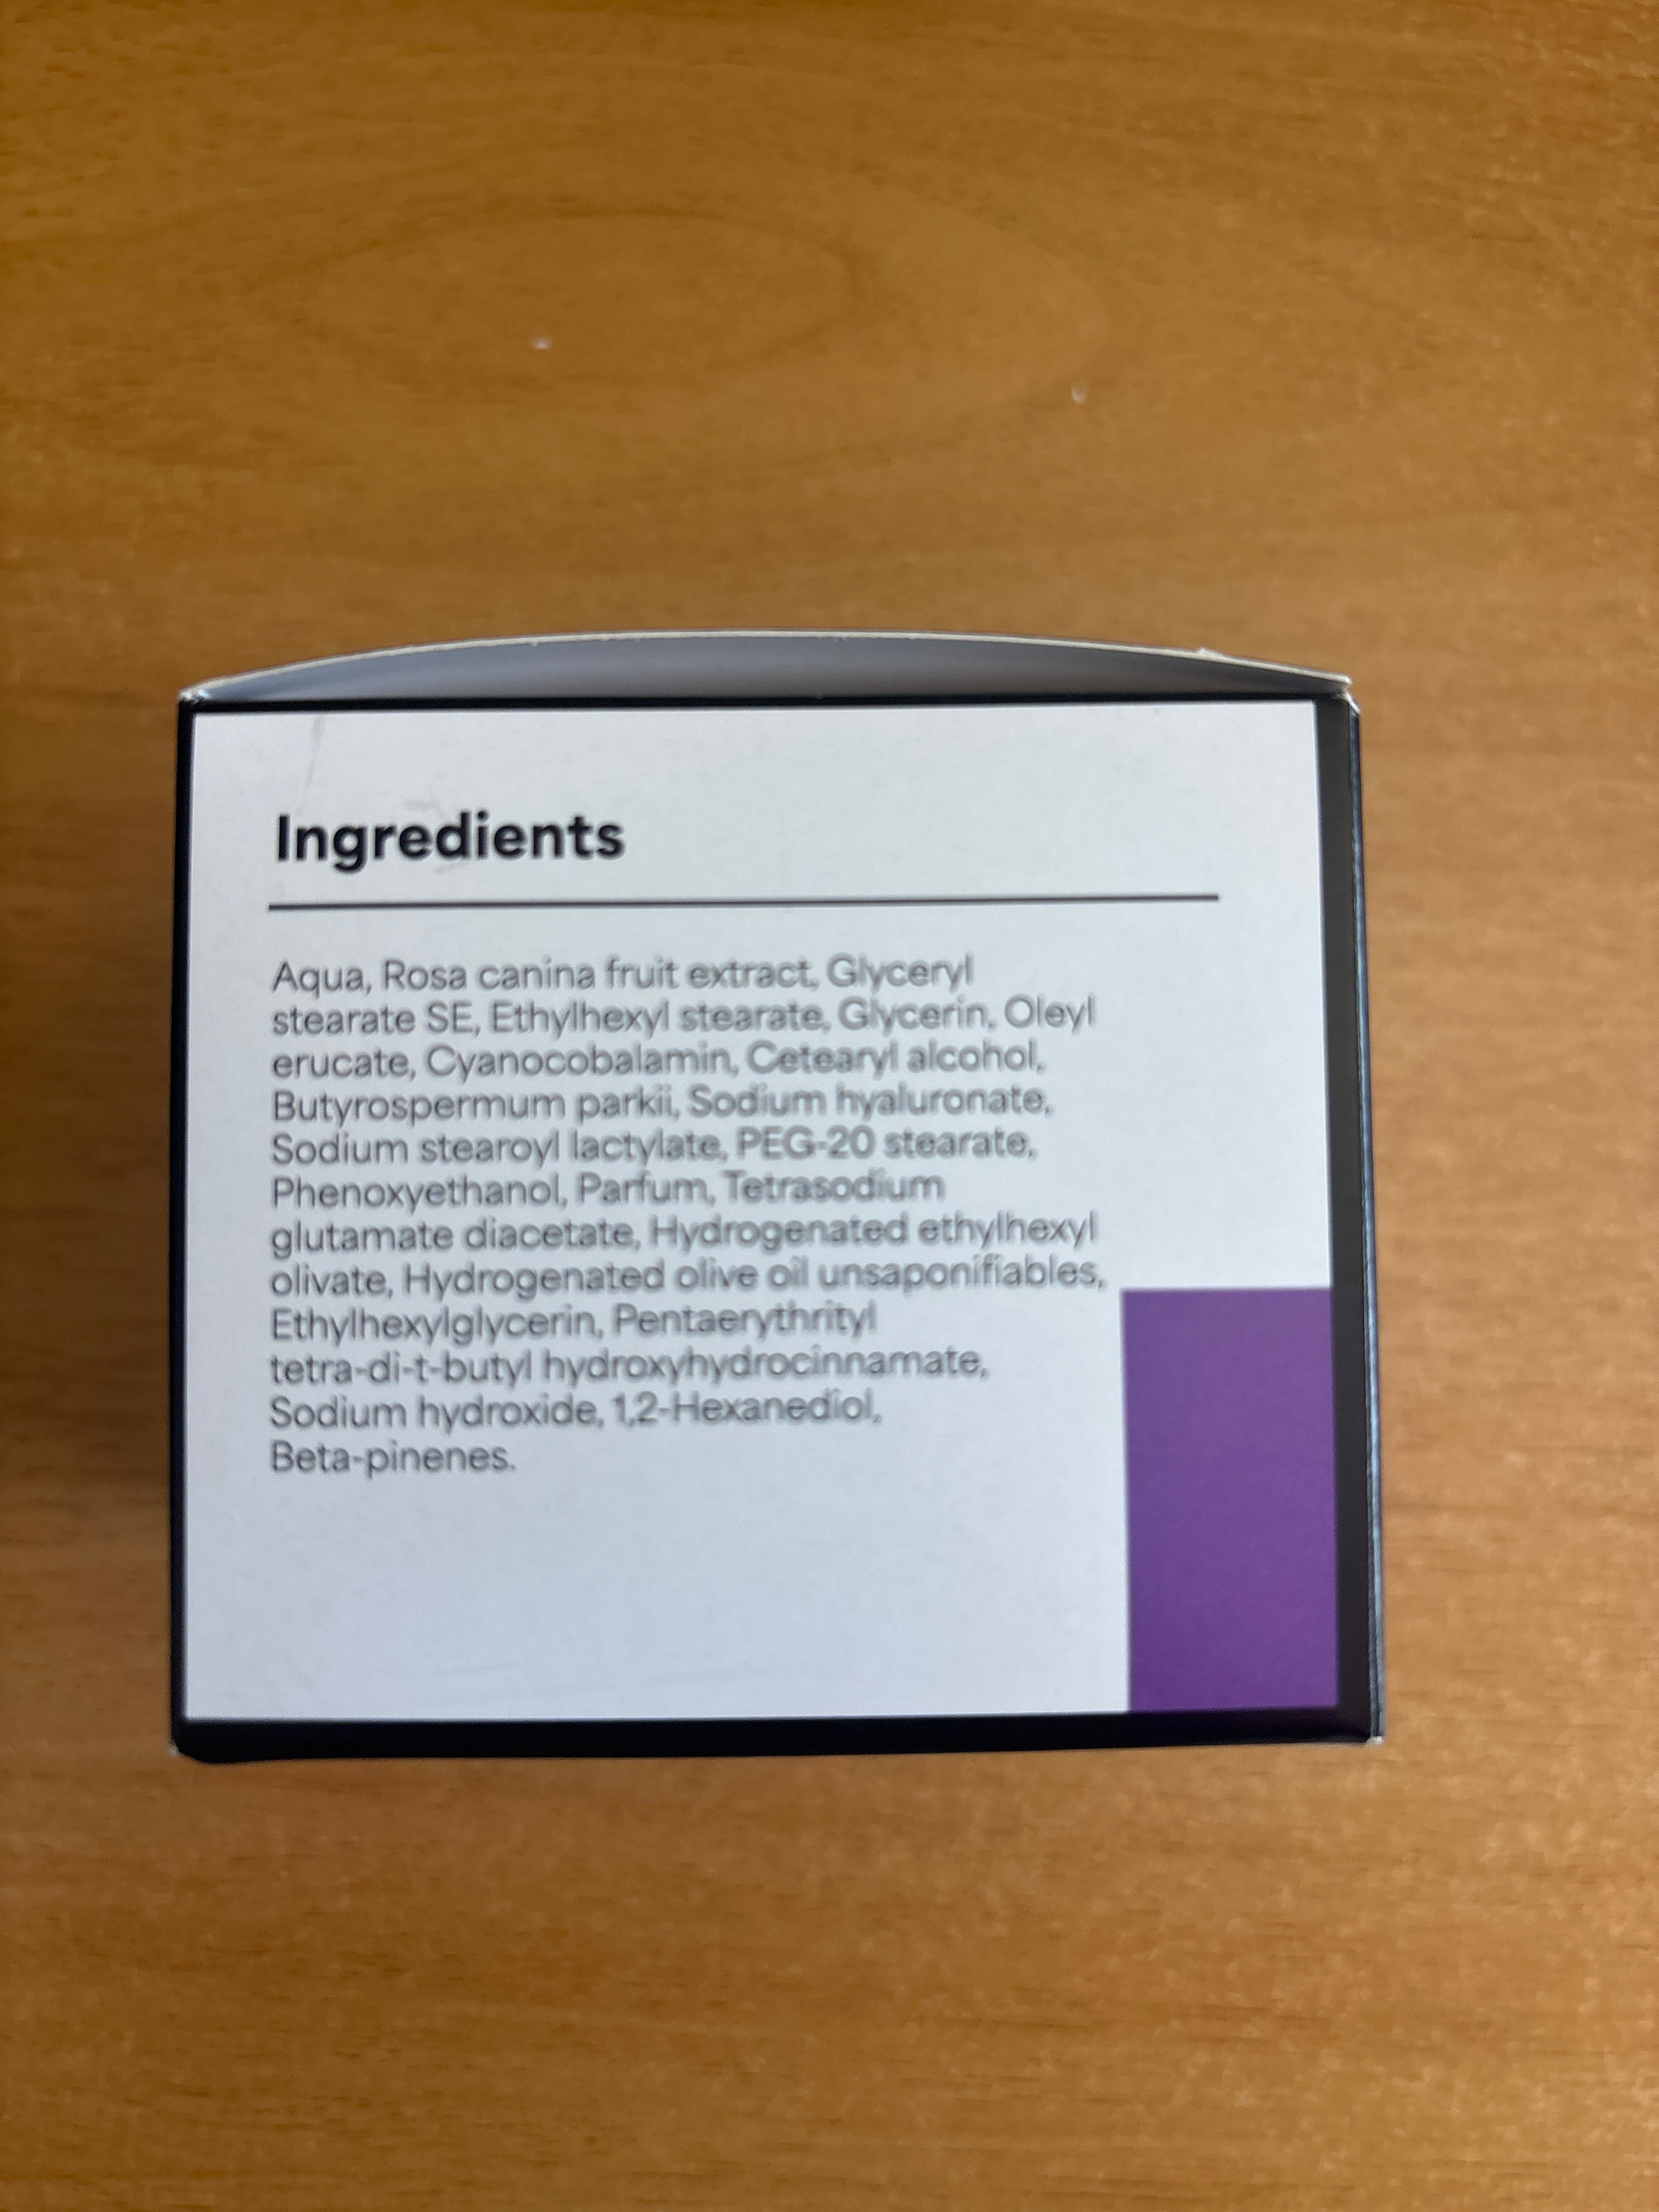 Ingredients
Aqua, Rosa canina fruit extract, Glyceryl
stearate SE, Ethylhexyl stearate, Glycerin, Oleyl
erucate, Cyanocobalamin, Cetearyl alcohol,
Butyrospermum parkii, Sodium hyaluronate,
Sodium stearoyl lactylate, PEG-20 stearate,
Phenoxyethanol, Parfum, Tetrasodium
glutamate diacetate, Hydrogenated ethylhexyl
olivate, Hydrogenated olive oil unsaponifiables,
Ethylhexylglycerin, Pentaerythrityl
tetra-di-t-butyl hydroxyhydrocinnamate,
Sodium hydroxide, 1,2-Hexanediol,
Beta-pinenes.